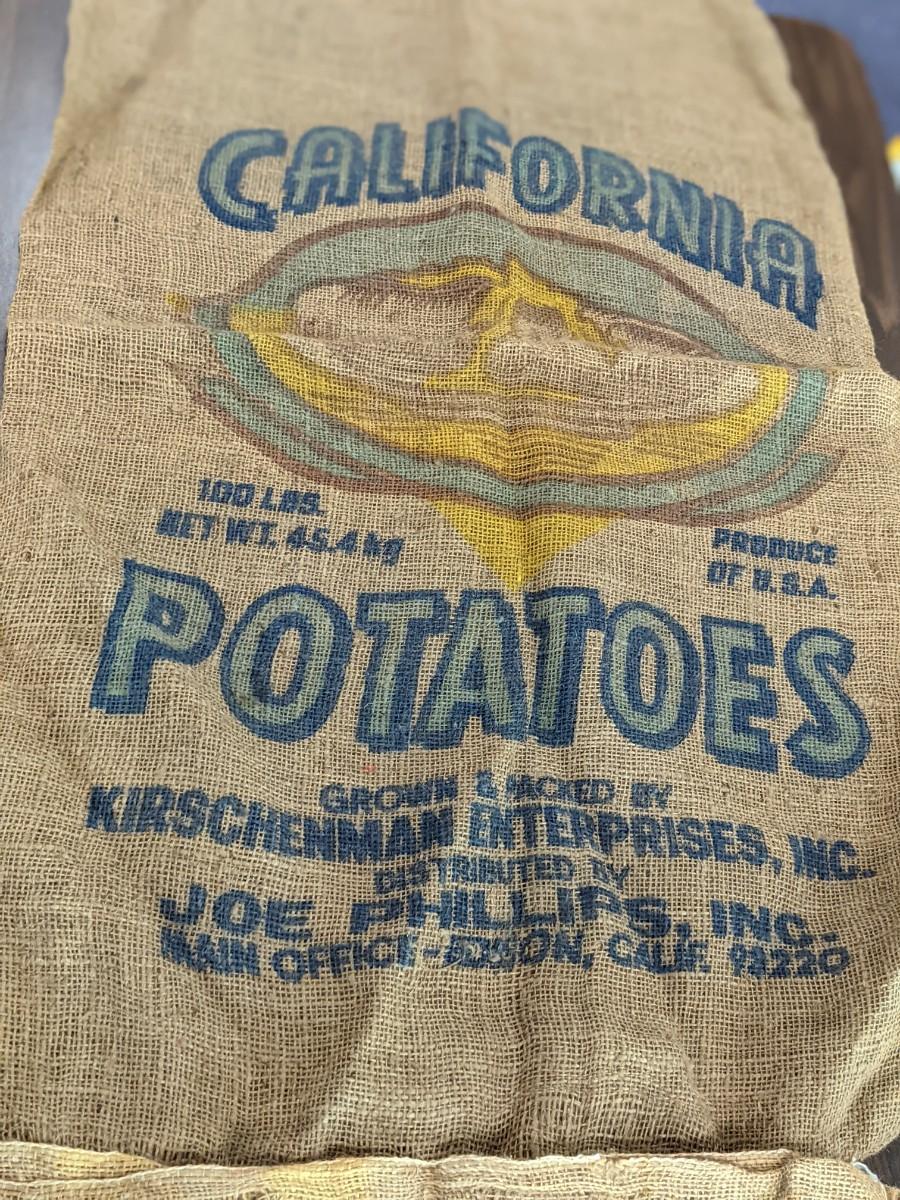 CALIFORNIA
100 LBS.
NET WT. 45.4 kg
PRODUCE
OF U.S.A.
POTATOES
GROWN & PACKED BY
KIRSCHENMAN ENTERPRISES, INC.
DISTRIBUTED BY
JOE PHILLIPS, INC.
MAIN OFFICE - EDISON, CALIF. 93220